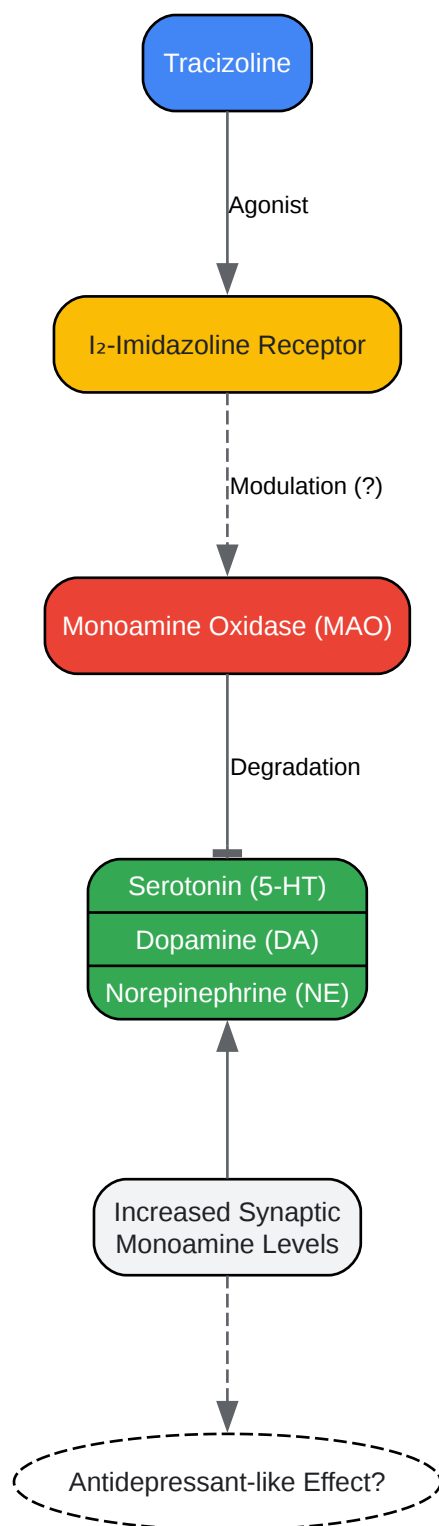 Tracizoline
Agonist
I₂-Imidazoline Receptor
Modulation (?)
Monoamine Oxidase (MAO)
Degradation
Serotonin (5-HT)
Dopamine (DA)
Norepinephrine (NE)
Increased Synaptic
Monoamine Levels
Antidepressant-like Effect?